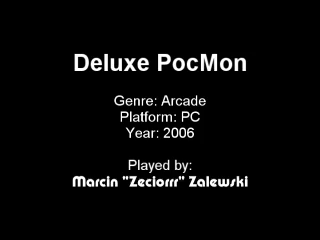 Deluxe PocMon
Genre: Arcade
Platform: PC
Year: 2006
Played by:
Marcin "Zeciorrr" Zalewski